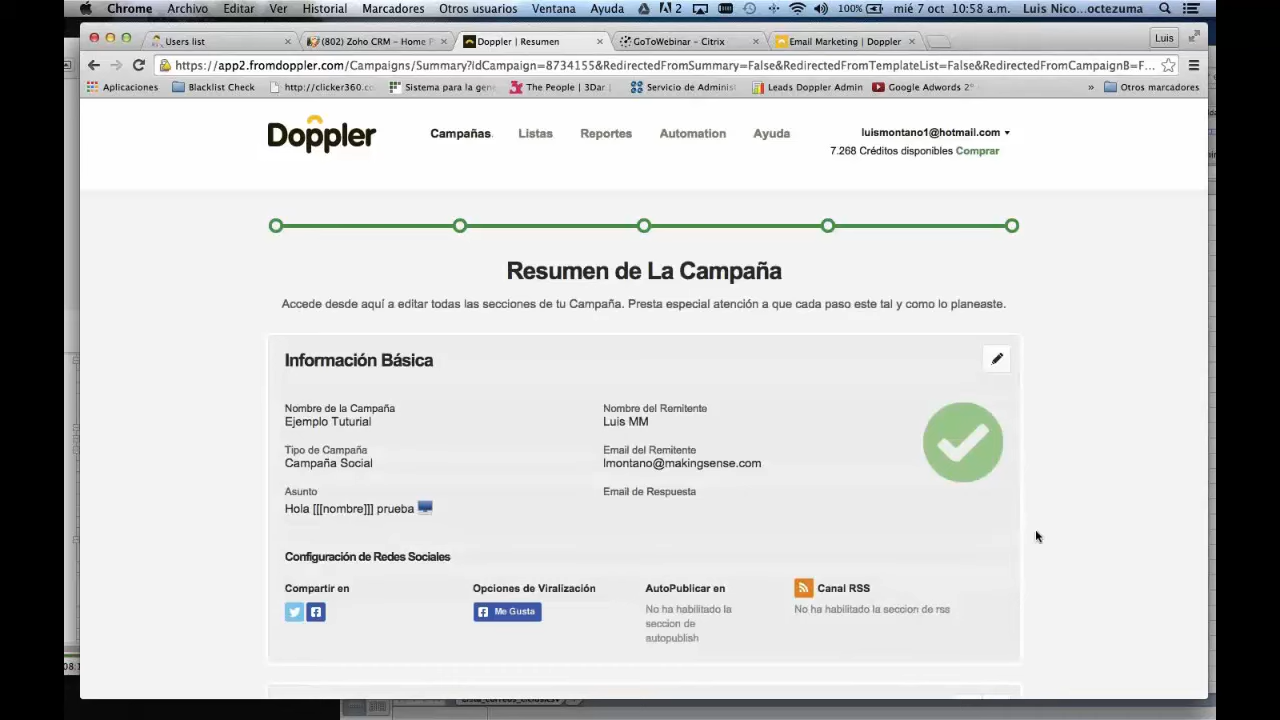 Chrome Archivo Editar Ver Historial Marcadores Otros usuarios Ventana Ayuda 2 100% mié 7 oct 10:58 a.m. Luis Nico...octezuma
Users list
(802) Zoho CRM - Home P
Doppler | Resumen
GoToWebinar - Citrix
Email Marketing | Doppler
Luis
https://app2.fromdoppler.com/Campaigns/Summary?idCampaign=8734155&RedirectedFromSummary=False&RedirectedFromTemplateList=False&RedirectedFromCampaignB=F...
Aplicaciones Blacklist Check http://clicker360.co Sistema para la gene The People | 3Dar Servicio de Administ Leads Doppler Admin Google Adwords 2° » Otros marcadores
Doppler
Campañas Listas Reportes Automation Ayuda
luismontano1@hotmail.com
7.268 Créditos disponibles Comprar
Resumen de La Campaña
Accede desde aquí a editar todas las secciones de tu Campaña. Presta especial atención a que cada paso este tal y como lo planeaste.
Información Básica
Nombre de la Campaña
Ejemplo Tuturial
Nombre del Remitente
Luis MM
Tipo de Campaña
Campaña Social
Email del Remitente
lmontano@makingsense.com
Asunto
Hola [[[nombre]]] prueba
Email de Respuesta
Configuración de Redes Sociales
Compartir en
Opciones de Viralización
Me Gusta
AutoPublicar en
No ha habilitado la
seccion de
autopublish
Canal RSS
No ha habilitado la seccion de rss